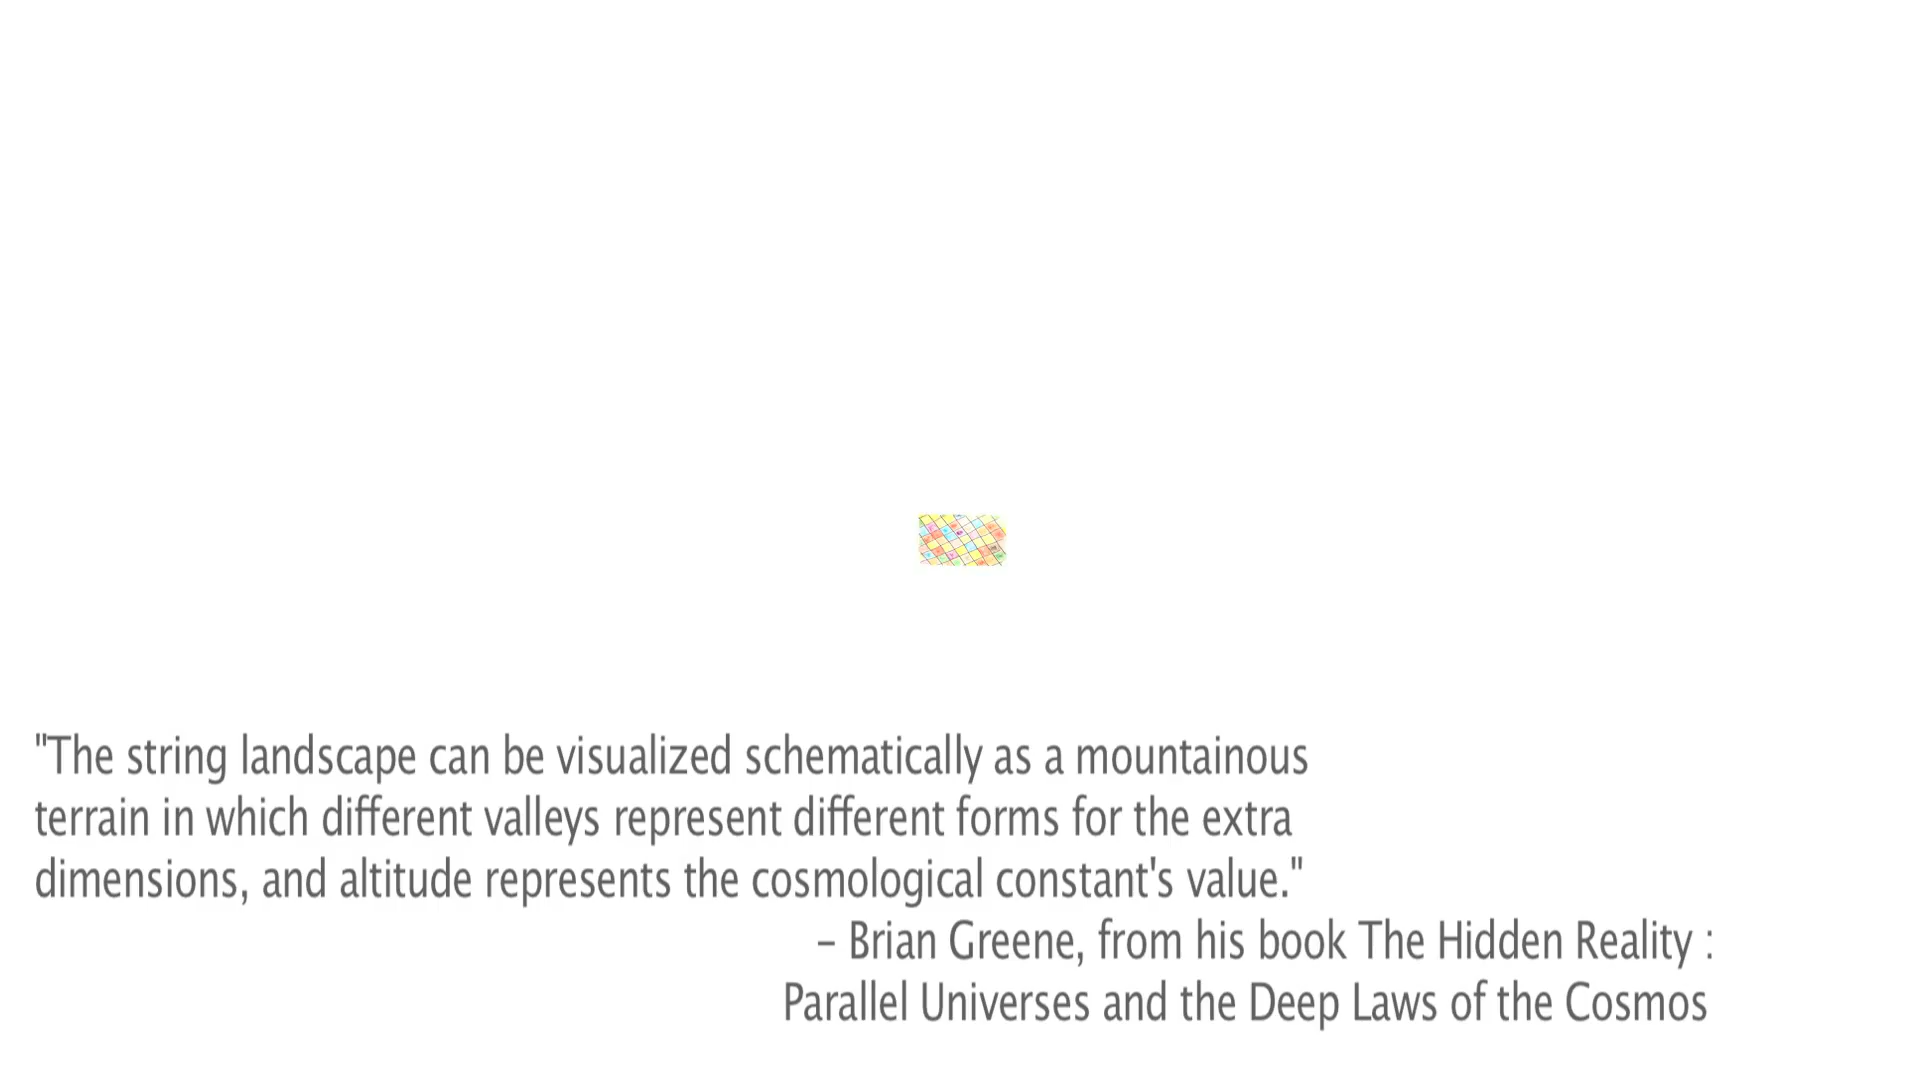 "The string landscape can be visualized schematically as a mountainous
terrain in which different valleys represent different forms for the extra
dimensions, and altitude represents the cosmological constant's value."
– Brian Greene, from his book The Hidden Reality :
Parallel Universes and the Deep Laws of the Cosmos